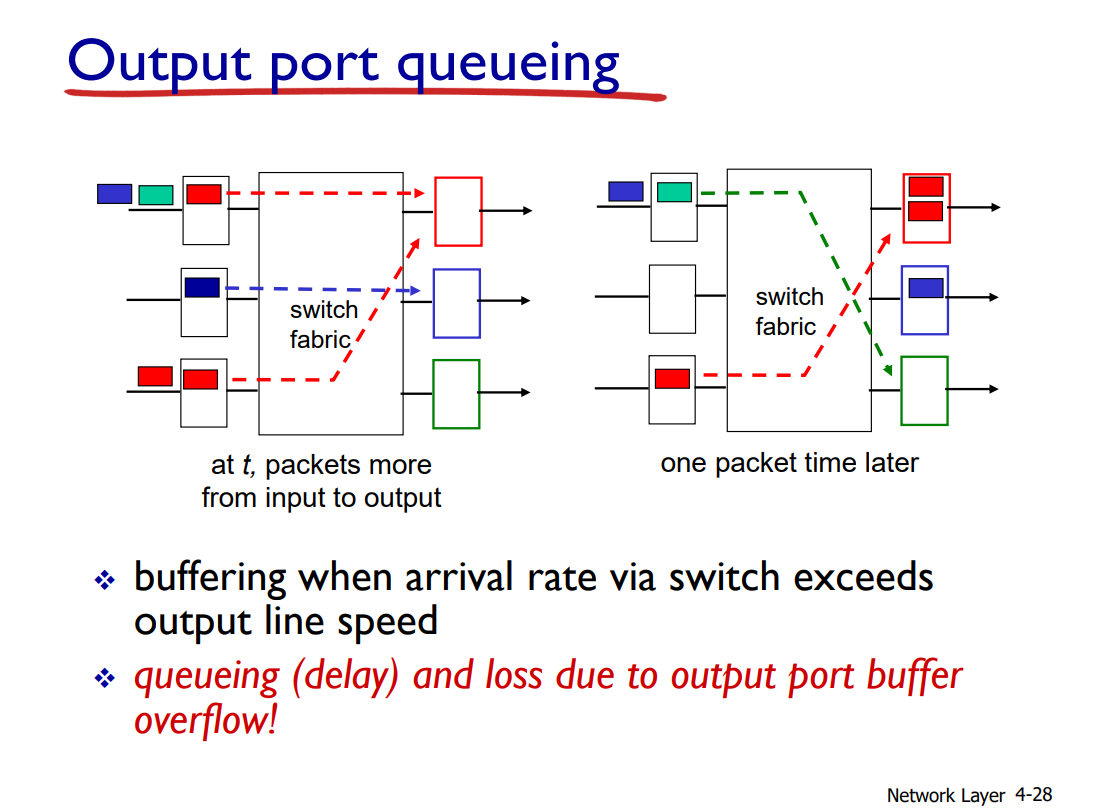 Output port queueing
switch
fabric
at t, packets more
from input to output
switch
fabric
one packet time later
❖ buffering when arrival rate via switch exceeds
output line speed
❖ queueing (delay) and loss due to output port buffer
overflow!
Network Layer 4-28